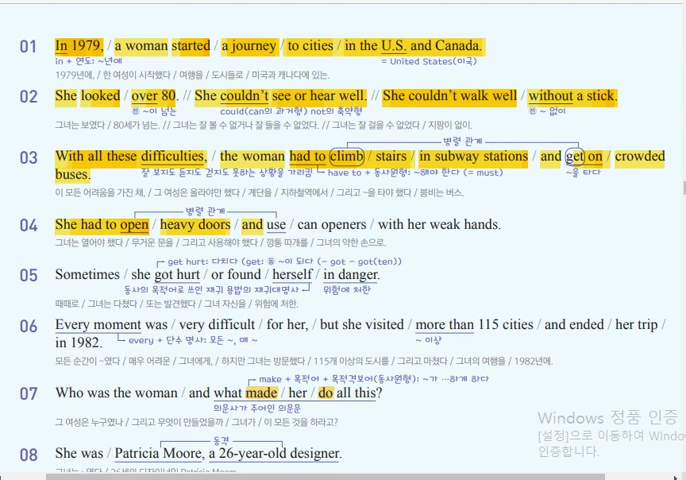 01 In 1979, / a woman started / a journey / to cities / in the U.S. and Canada.
in + 연도: ~년에 = United States(미국)
1979년에, / 한 여성이 시작했다 / 여행을 / 도시들로 / 미국과 캐나다에 있는.
02 She looked / over 80. // She couldn't see or hear well. // She couldn't walk well / without a stick.
전 ~이 넘는 could(can의 과거형) not의 축약형 전 ~ 없이
그녀는 보였다 / 80세가 넘는. // 그녀는 잘 볼 수 없거나 잘 들을 수 없었다. // 그녀는 잘 걸을 수 없었다 / 지팡이 없이.
병렬 관계
03 With all these difficulties, / the woman had to climb / stairs / in subway stations / and get on / crowded
buses.
잘 보지도 듣지도 걷지도 못하는 상황을 가리킴 have to + 동사원형: ~해야 한다 (= must) ~을 타다
이 모든 어려움을 가진 채, / 그 여성은 올라야만 했다 / 계단을 / 지하철역에서 / 그리고 ~을 타야 했다 / 붐비는 버스.
병렬 관계
04 She had to open / heavy doors / and use / can openers / with her weak hands.
그녀는 열어야 했다 / 무거운 문을 / 그리고 사용해야 했다 / 깡통 따개를 / 그녀의 약한 손으로.
get hurt: 다치다 (get: 동 ~이 되다 (- got - got(ten))
05 Sometimes / she got hurt / or found / herself / in danger.
동사의 목적어로 쓰인 재귀 용법의 재귀대명사 위험에 처한
때때로 / 그녀는 다쳤다 / 또는 발견했다 / 그녀 자신을 / 위험에 처한.
06 Every moment was / very difficult / for her, / but she visited / more than 115 cities / and ended / her trip /
in 1982.
every + 단수 명사: 모든 ~, 매 ~ ~ 이상
모든 순간이 ~였다 / 매우 어려운 / 그녀에게, / 하지만 그녀는 방문했다 / 115개 이상의 도시를 / 그리고 마쳤다 / 그녀의 여행을 / 1982년에.
make + 목적어 + 목적격보어(동사원형): ~가 …하게 하다
07 Who was the woman / and what made / her / do all this?
의문사가 주어인 의문문
그 여성은 누구였나 / 그리고 무엇이 만들었을까 / 그녀가 / 이 모든 것을 하라고?
동격
08 She was / Patricia Moore, a 26-year-old designer.
Windows 정품 인증
[설정]으로 이동하여 Windo
인증합니다.